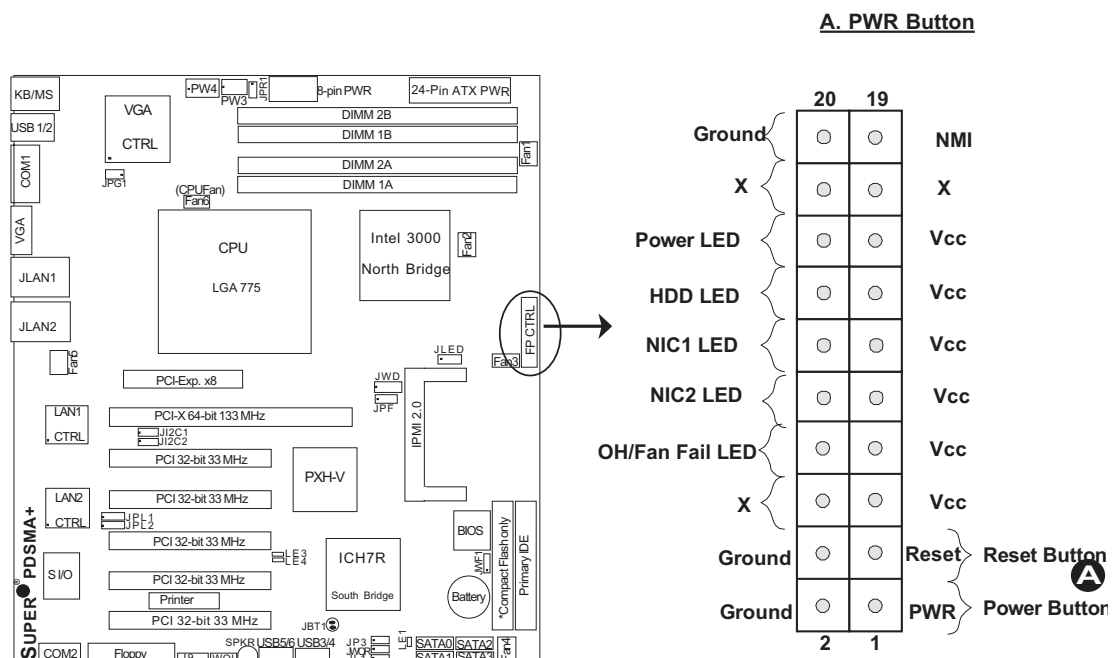 A. PWR Button
KB/MS
USB 1/2
COM1
VGA
JLAN1
JLAN2
Fan5
VGA
CTRL
JPG1
PW4
PW3
JPR1
8-pin PWR
24-Pin ATX PWR
DIMM 2B
DIMM 1B
DIMM 2A
DIMM 1A
Fan1
(CPUFan)
Fan6
CPU
LGA 775
Intel 3000
North Bridge
Fan2
FP CTRL
Fan3
JLED
JWD
JPF
IPMI 2.0
PCI-Exp. x8
PCI-X 64-bit 133 MHz
LAN1
CTRL
JI2C1
JI2C2
PCI 32-bit 33 MHz
PXH-V
PCI 32-bit 33 MHz
LAN2
CTRL
JPL1
JPL2
PCI 32-bit 33 MHz
LE3
LE4
ICH7R
South Bridge
BIOS
JWF1
Battery
*Compact Flash only
Primary IDE
S I/O
PCI 32-bit 33 MHz
Printer
PCI 32-bit 33 MHz
JBT1
SUPER® PDSMA+
COM2
Floppy
WOL
SPKR
USB5/6
USB3/4
JP3
JWOR
LE1
SATA0
SATA2
SATA1
SATA3
Fan4
20 19
Ground NMI
X X
Power LED Vcc
HDD LED Vcc
NIC1 LED Vcc
NIC2 LED Vcc
OH/Fan Fail LED Vcc
X Vcc
Ground Reset Reset Button
A
Ground PWR Power Button
2 1